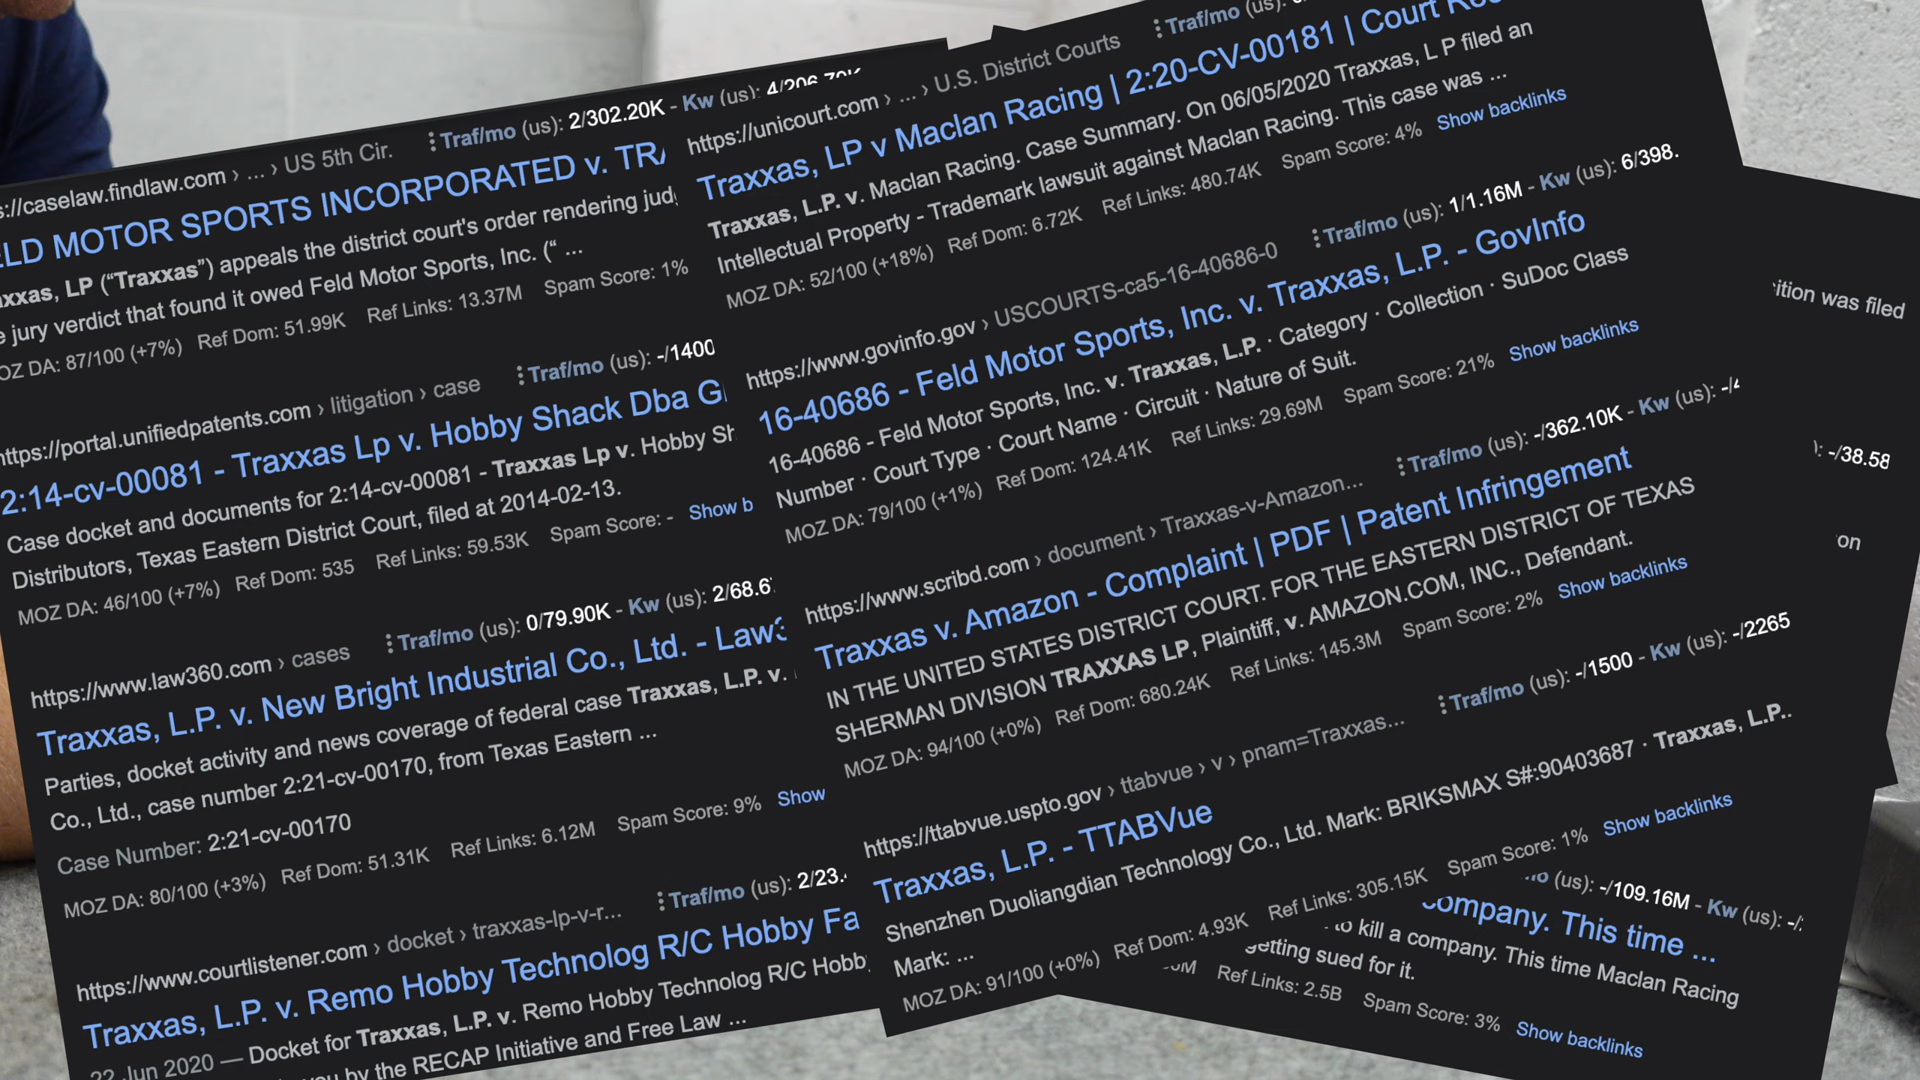 ://caselaw.findlaw.com › ... › US 5th Cir.
Traf/mo (us): 2/302.20K - Kw (us): 4/206.79K
LD MOTOR SPORTS INCORPORATED v. TRA
xxas, LP (“Traxxas”) appeals the district court's order rendering judg
e jury verdict that found it owed Feld Motor Sports, Inc. (“ ...
OZ DA: 87/100 (+7%) Ref Dom: 51.99K Ref Links: 13.37M Spam Score: 1%
https://portal.unifiedpatents.com › litigation › case
Traf/mo (us): -/1400
2:14-cv-00081 - Traxxas Lp v. Hobby Shack Dba G
Case docket and documents for 2:14-cv-00081 - Traxxas Lp v. Hobby Sh
Distributors, Texas Eastern District Court, filed at 2014-02-13.
MOZ DA: 46/100 (+7%) Ref Dom: 535 Ref Links: 59.53K Spam Score: - Show b
https://www.law360.com › cases
Traf/mo (us): 0/79.90K - Kw (us): 2/68.6
Traxxas, L.P. v. New Bright Industrial Co., Ltd. - Law3
Parties, docket activity and news coverage of federal case Traxxas, L.P. v.
Co., Ltd., case number 2:21-cv-00170, from Texas Eastern ...
Case Number: 2:21-cv-00170
MOZ DA: 80/100 (+3%) Ref Dom: 51.31K Ref Links: 6.12M Spam Score: 9% Show
https://www.courtlistener.com › docket › traxxas-lp-v-r...
Traf/mo (us): 2/23.
Traxxas, L.P. v. Remo Hobby Technolog R/C Hobby Fa
22 Jun 2020 — Docket for Traxxas, L.P. v. Remo Hobby Technolog R/C Hobb
you by the RECAP Initiative and Free Law ...
https://unicourt.com › ... › U.S. District Courts
Traf/mo (us):
Traxxas, LP v Maclan Racing | 2:20-CV-00181 | Court
Traxxas, L.P. v. Maclan Racing. Case Summary. On 06/05/2020 Traxxas, L P filed an
Intellectual Property - Trademark lawsuit against Maclan Racing. This case was ...
MOZ DA: 52/100 (+18%) Ref Dom: 6.72K Ref Links: 480.74K Spam Score: 4% Show backlinks
https://www.govinfo.gov › USCOURTS-ca5-16-40686-0
Traf/mo (us): 1/1.16M - Kw (us): 6/398.
16-40686 - Feld Motor Sports, Inc. v. Traxxas, L.P. - GovInfo
16-40686 - Feld Motor Sports, Inc. v. Traxxas, L.P. · Category · Collection · SuDoc Class
Number · Court Type · Court Name · Circuit · Nature of Suit.
MOZ DA: 79/100 (+1%) Ref Dom: 124.41K Ref Links: 29.69M Spam Score: 21% Show backlinks
https://www.scribd.com › document › Traxxas-v-Amazon...
Traf/mo (us): -/362.10K - Kw (us): -/4
Traxxas v. Amazon - Complaint | PDF | Patent Infringement
IN THE UNITED STATES DISTRICT COURT. FOR THE EASTERN DISTRICT OF TEXAS
SHERMAN DIVISION TRAXXAS LP, Plaintiff, v. AMAZON.COM, INC., Defendant.
MOZ DA: 94/100 (+0%) Ref Dom: 680.24K Ref Links: 145.3M Spam Score: 2% Show backlinks
https://ttabvue.uspto.gov › ttabvue › v › pnam=Traxxas...
Traf/mo (us): -/1500 - Kw (us): -/2265
Traxxas, L.P. - TTABVue
Shenzhen Duoliangdian Technology Co., Ltd. Mark: BRIKSMAX S#:90403687 · Traxxas, L.P..
Mark: ...
MOZ DA: 91/100 (+0%) Ref Dom: 4.93K Ref Links: 305.15K Spam Score: 1% Show backlinks
ition was filed
): -/38.58
on
(us): -/109.16M - Kw (us): -/
company. This time ...
to kill a company. This time Maclan Racing
getting sued for it.
Ref Links: 2.5B Spam Score: 3% Show backlinks